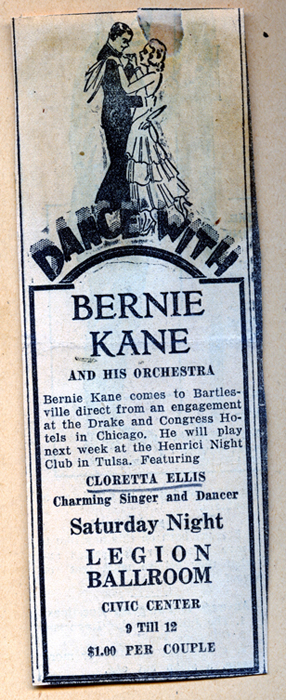 DANCE WITH
BERNIE
KANE
AND HIS ORCHESTRA
Bernie Kane comes to Bartles-
ville direct from an engagement
at the Drake and Congress Ho-
tels in Chicago. He will play
next week at the Henrici Night
Club in Tulsa. Featuring
CLORETTA ELLIS
Charming Singer and Dancer
Saturday Night
LEGION
BALLROOM
CIVIC CENTER
9 Till 12
$1.00 PER COUPLE